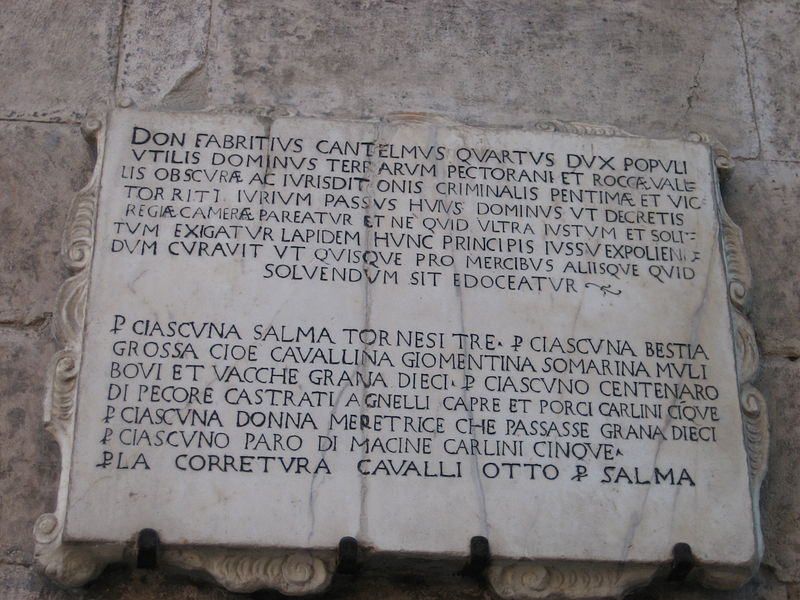 DON FABRITIVS CANTELMVS QVARTVS DVX POPVLI
VTILIS DOMINVS TERRARVM PECTORANI ET ROCCÆ VALE=
LIS OBSCURÆ AC IVRISDITIONIS CRIMINALIS PENTIMÆ ET VIC=
TORRITI IVRIVM PASSVS HVIVS DOMINVS VT DECRETIS
REGIÆ CAMERÆ PAREATVR ET NE QVID VLTRA IVSTVM ET SOLI=
TVM EXIGATVR LAPIDEM HVNC PRINCIPIS IVSSV EXPOLIEN=
DVM CVRAVIT VT QVISQVE PRO MERCIBVS ALIISQVE QVID
SOLVENDVM SIT EDOCEATVR
Ꝑ CIASCVNA SALMA TORNESI TRE. Ꝑ CIASCVNA BESTIA
GROSSA CIOE CAVALLINA GIOMENTINA SOMARINA MVLI
BOVI ET VACCHE GRANA DIECI. Ꝑ CIASCVNO CENTENARO
DI PECORE CASTRATI AGNELLI CAPRE ET PORCI CARLINI CIQVE
Ꝑ CIASCVNA DONNA MERETRICE CHE PASSASSE GRANA DIECI
Ꝑ CIASCVNO PARO DI MACINE CARLINI CINQVE.
Ꝑ LA CORRETVRA CAVALLI OTTO Ꝑ SALMA